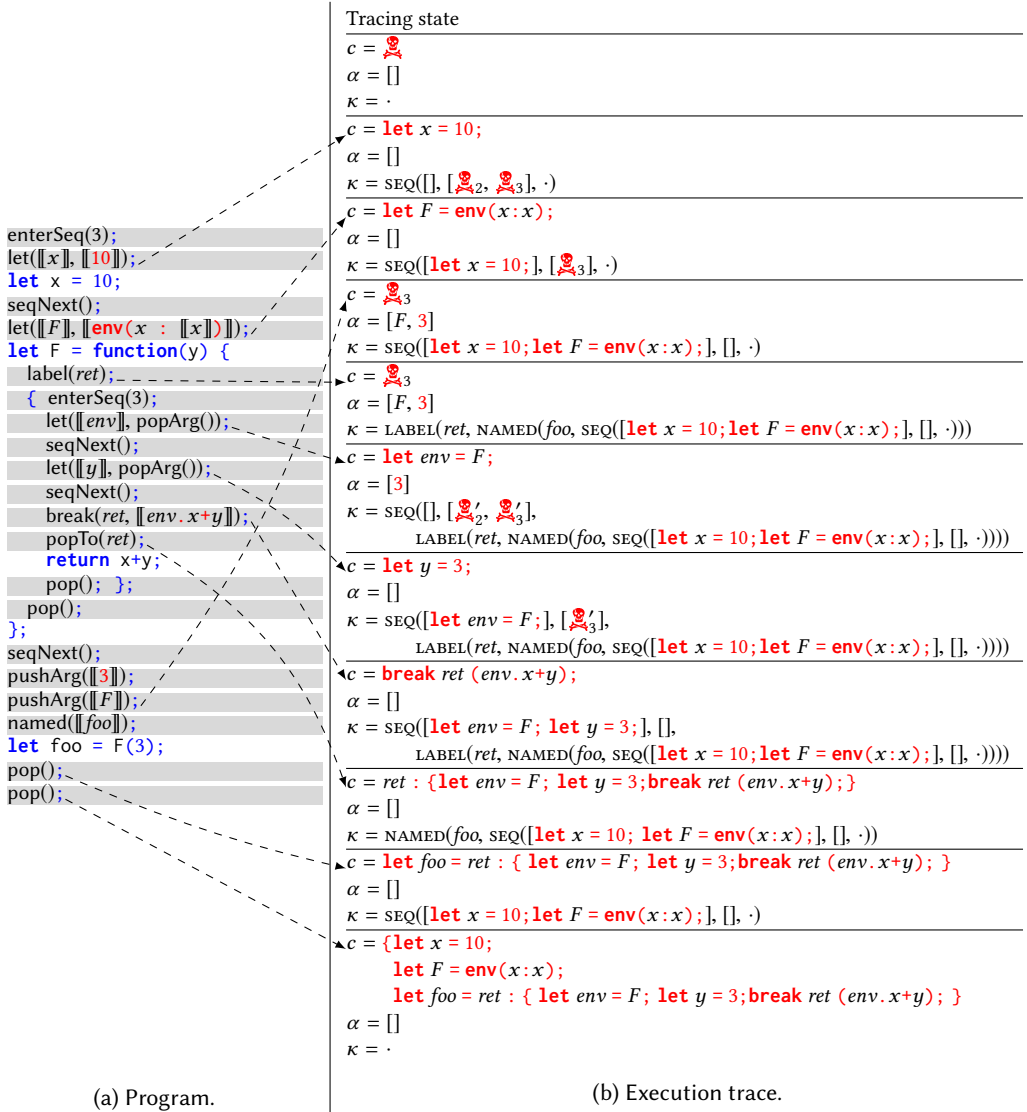 enterSeq(3);
let(⟦x⟧, ⟦10⟧);
let x = 10;
seqNext();
let(⟦F⟧, ⟦env(x : ⟦x⟧)⟧);
let F = function(y) {
label(ret);
{ enterSeq(3);
let(⟦env⟧, popArg());
seqNext();
let(⟦y⟧, popArg());
seqNext();
break(ret, ⟦env.x+y⟧);
popTo(ret);
return x+y;
pop(); };
pop();
};
seqNext();
pushArg(⟦3⟧);
pushArg(⟦F⟧);
named(⟦foo⟧);
let foo = F(3);
pop();
pop();
(a) Program.
Tracing state
c = ☠
α = []
κ = ·
c = let x = 10;
α = []
κ = SEQ([], [☠2, ☠3], ·)
c = let F = env(x:x);
α = []
κ = SEQ([let x = 10;], [☠3], ·)
c = ☠3
α = [F, 3]
κ = SEQ([let x = 10;let F = env(x:x);], [], ·)
c = ☠3
α = [F, 3]
κ = LABEL(ret, NAMED(foo, SEQ([let x = 10;let F = env(x:x);], [], ·)))
c = let env = F;
α = [3]
κ = SEQ([], [☠′2, ☠′3],
LABEL(ret, NAMED(foo, SEQ([let x = 10;let F = env(x:x);], [], ·))))
c = let y = 3;
α = []
κ = SEQ([let env = F;], [☠′3],
LABEL(ret, NAMED(foo, SEQ([let x = 10;let F = env(x:x);], [], ·))))
c = break ret (env.x+y);
α = []
κ = SEQ([let env = F; let y = 3;], [],
LABEL(ret, NAMED(foo, SEQ([let x = 10;let F = env(x:x);], [], ·))))
c = ret : {let env = F; let y = 3;break ret (env.x+y);}
α = []
κ = NAMED(foo, SEQ([let x = 10; let F = env(x:x);], [], ·))
c = let foo = ret : { let env = F; let y = 3;break ret (env.x+y); }
α = []
κ = SEQ([let x = 10;let F = env(x:x);], [], ·)
c = {let x = 10;
let F = env(x:x);
let foo = ret : { let env = F; let y = 3;break ret (env.x+y); }
α = []
κ = ·
(b) Execution trace.